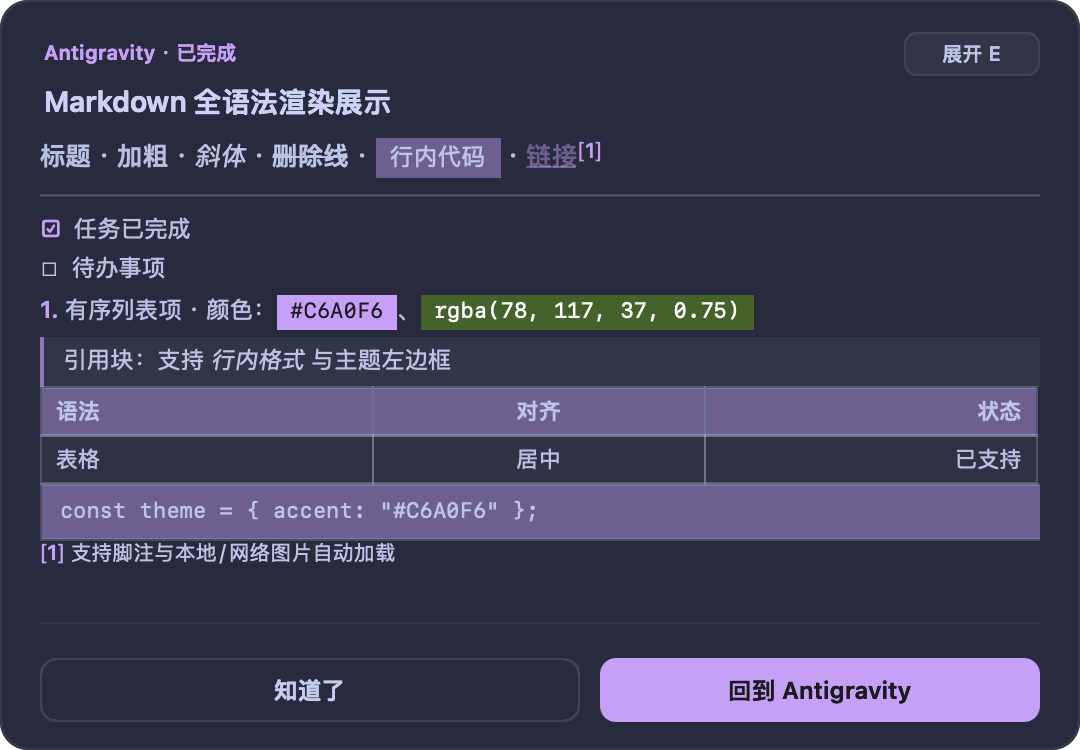 Antigravity · 已完成
展开 E
Markdown 全语法渲染展示
标题 · 加粗 · 斜体 · 删除线 · 行内代码 · 链接[1]
任务已完成
待办事项
1. 有序列表项 · 颜色： #C6A0F6 、 rgba(78, 117, 37, 0.75)
引用块：支持 行内格式 与主题左边框
语法 对齐 状态
表格 居中 已支持
const theme = { accent: "#C6A0F6" };
[1] 支持脚注与本地/网络图片自动加载
知道了
回到 Antigravity